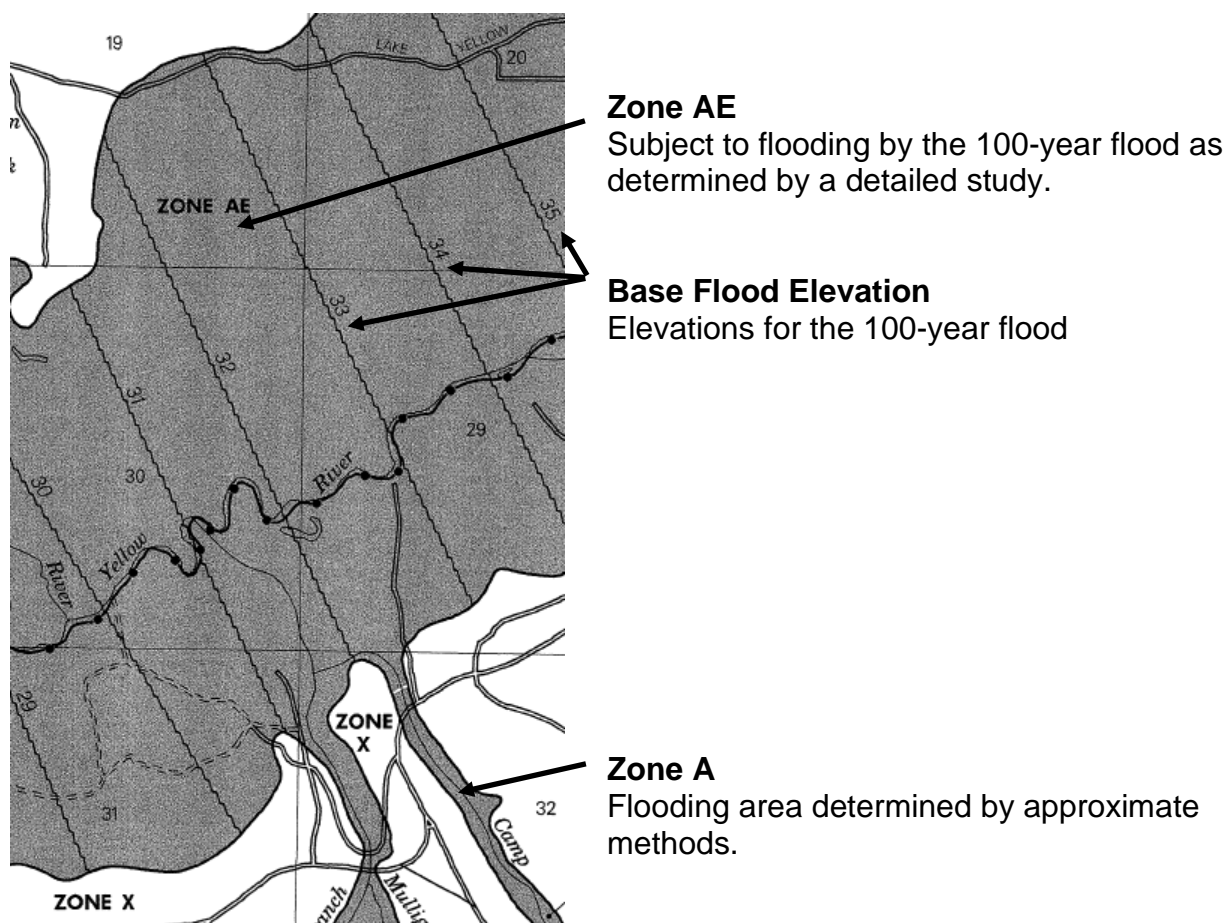 19
LAKE YELLOW
20
ZONE AE
35
34
33
32
31
30
29
30
River
Yellow
River
29
31
ZONE
X
32
Camp
ZONE X
Zone AE
Subject to flooding by the 100-year flood as
determined by a detailed study.
Base Flood Elevation
Elevations for the 100-year flood
Zone A
Flooding area determined by approximate
methods.